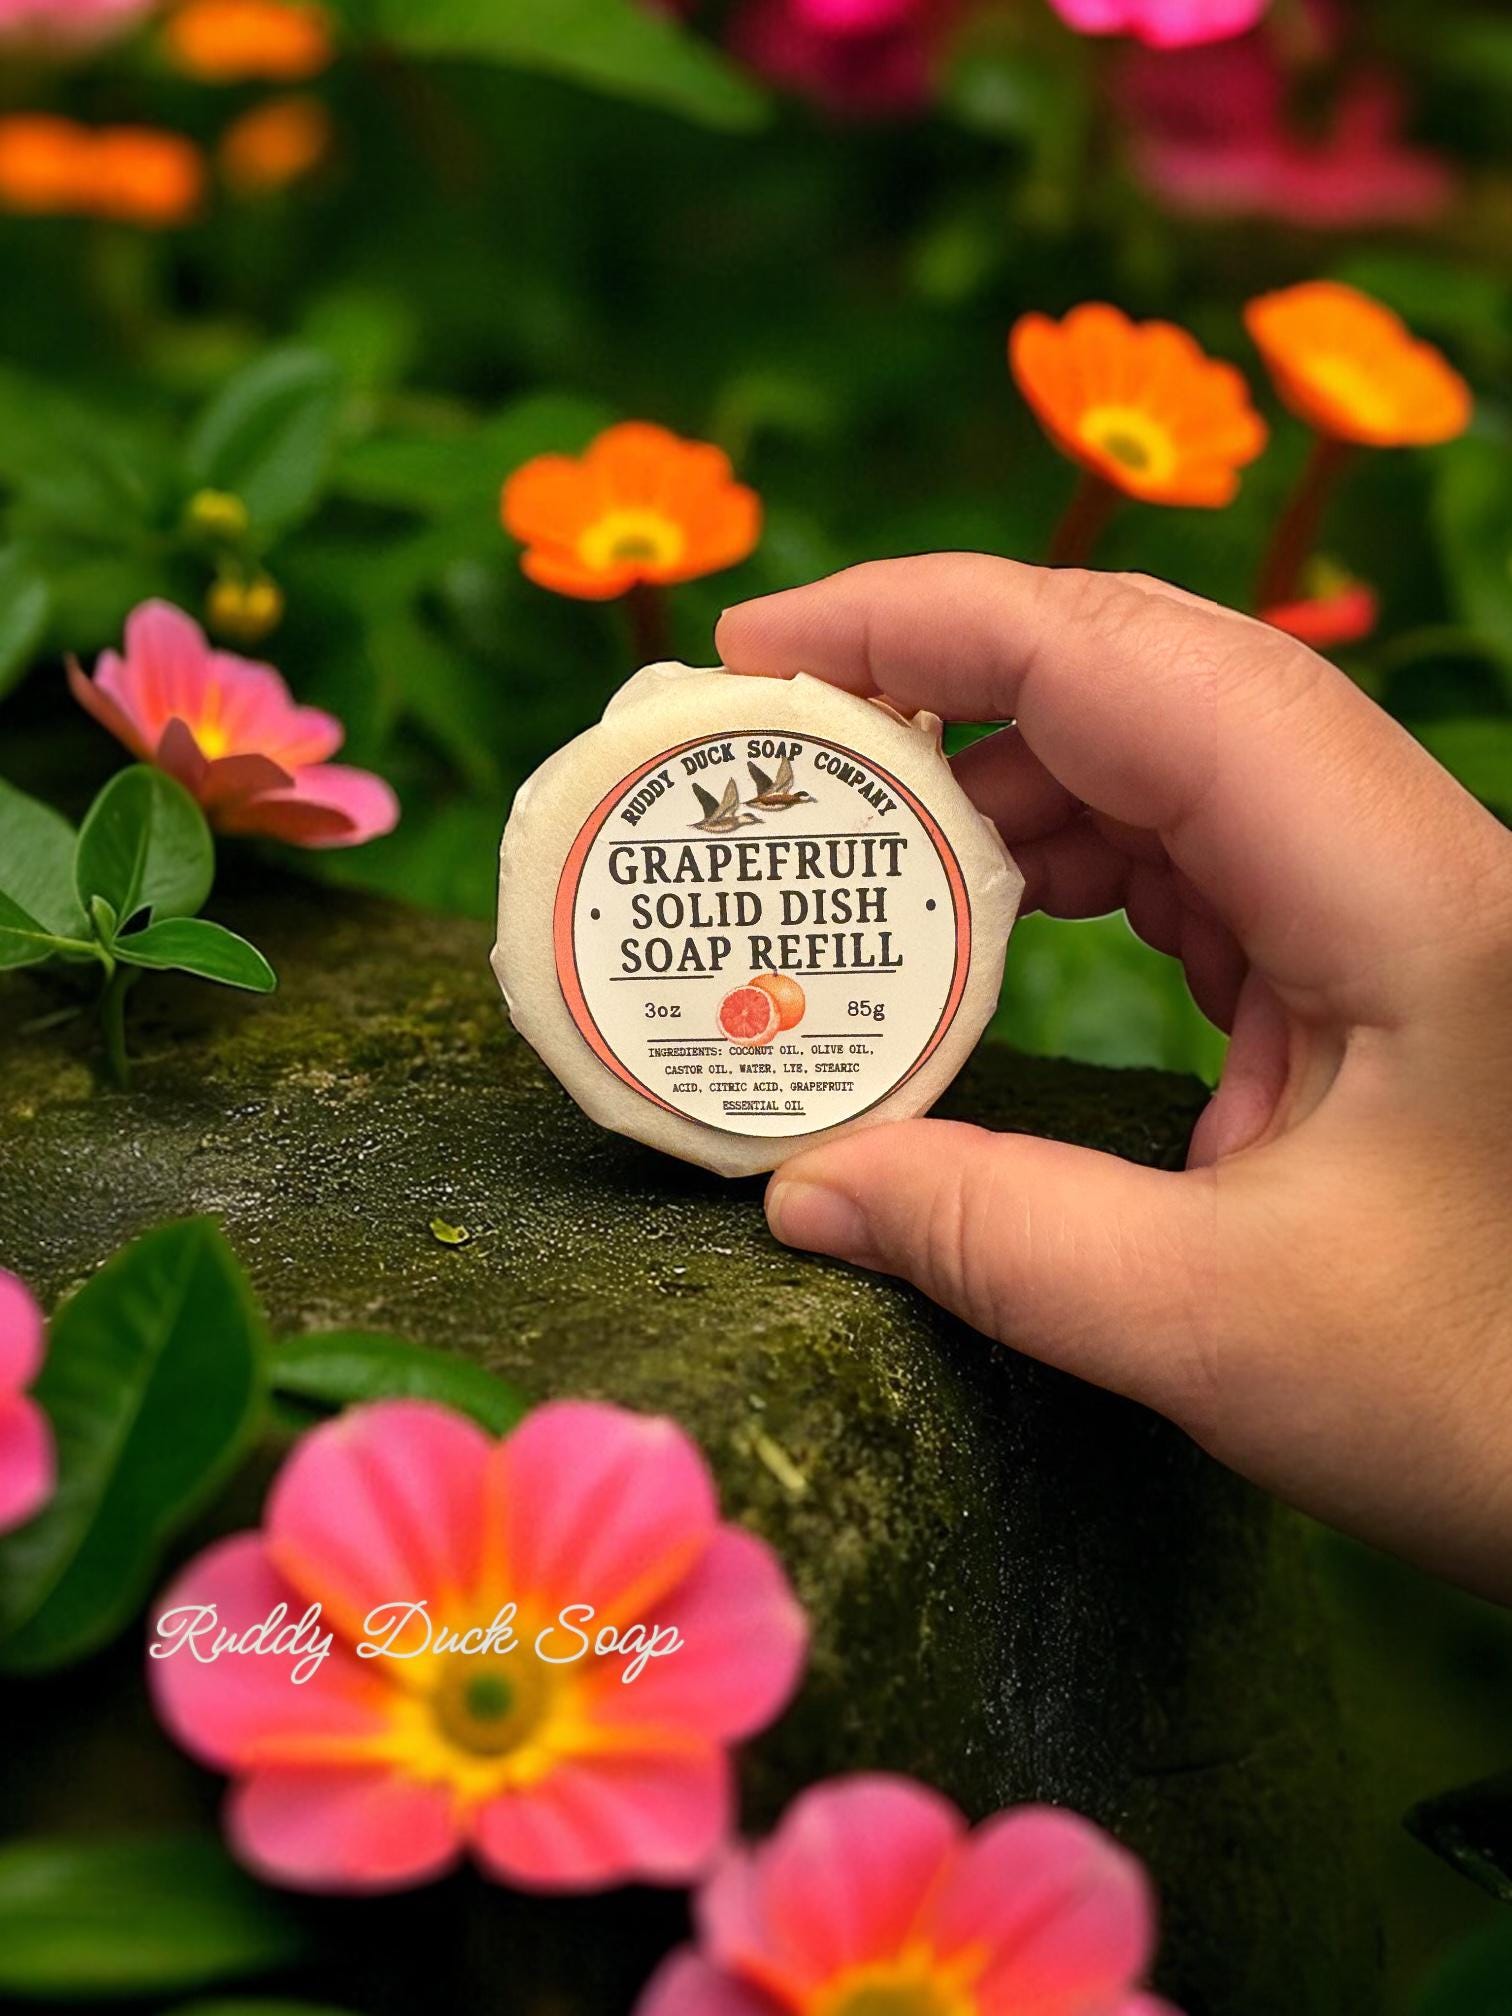 RUDDY DUCK SOAP COMPANY
GRAPEFRUIT
• SOLID DISH •
SOAP REFILL
3oz 85g
INGREDIENTS: COCONUT OIL, OLIVE OIL,
CASTOR OIL, WATER, LYE, STEARIC
ACID, CITRIC ACID, GRAPEFRUIT
ESSENTIAL OIL
Ruddy Duck Soap